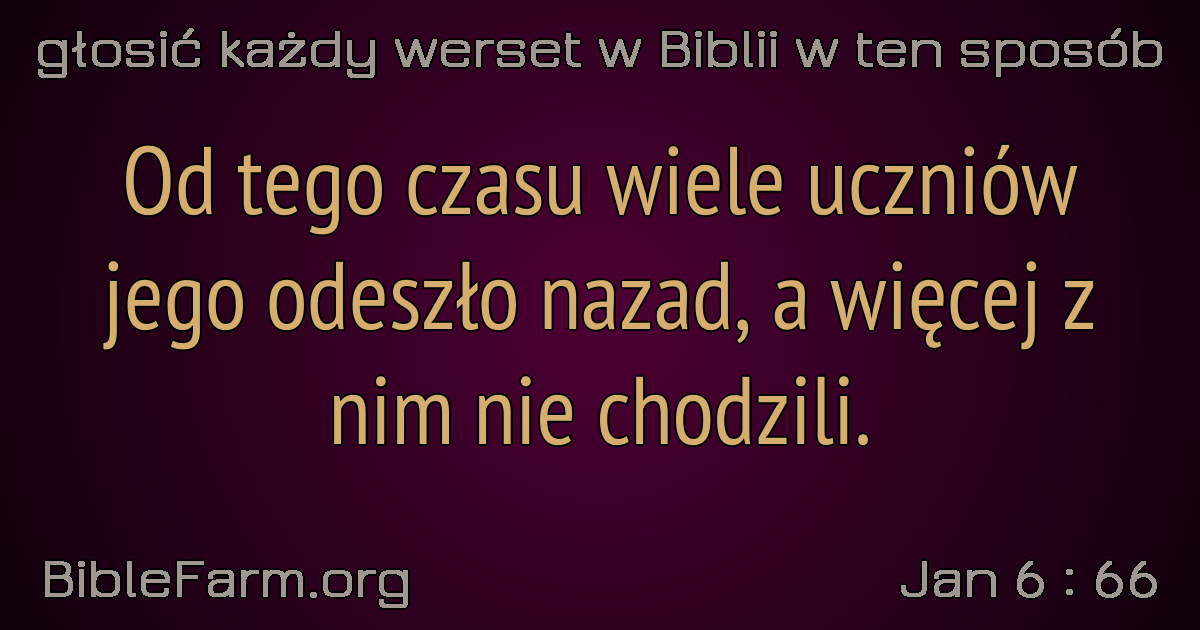 głosić każdy werset w Biblii w ten sposób
Od tego czasu wiele uczniów
jego odeszło nazad, a więcej z
nim nie chodzili.
BibleFarm.org
Jan 6 : 66